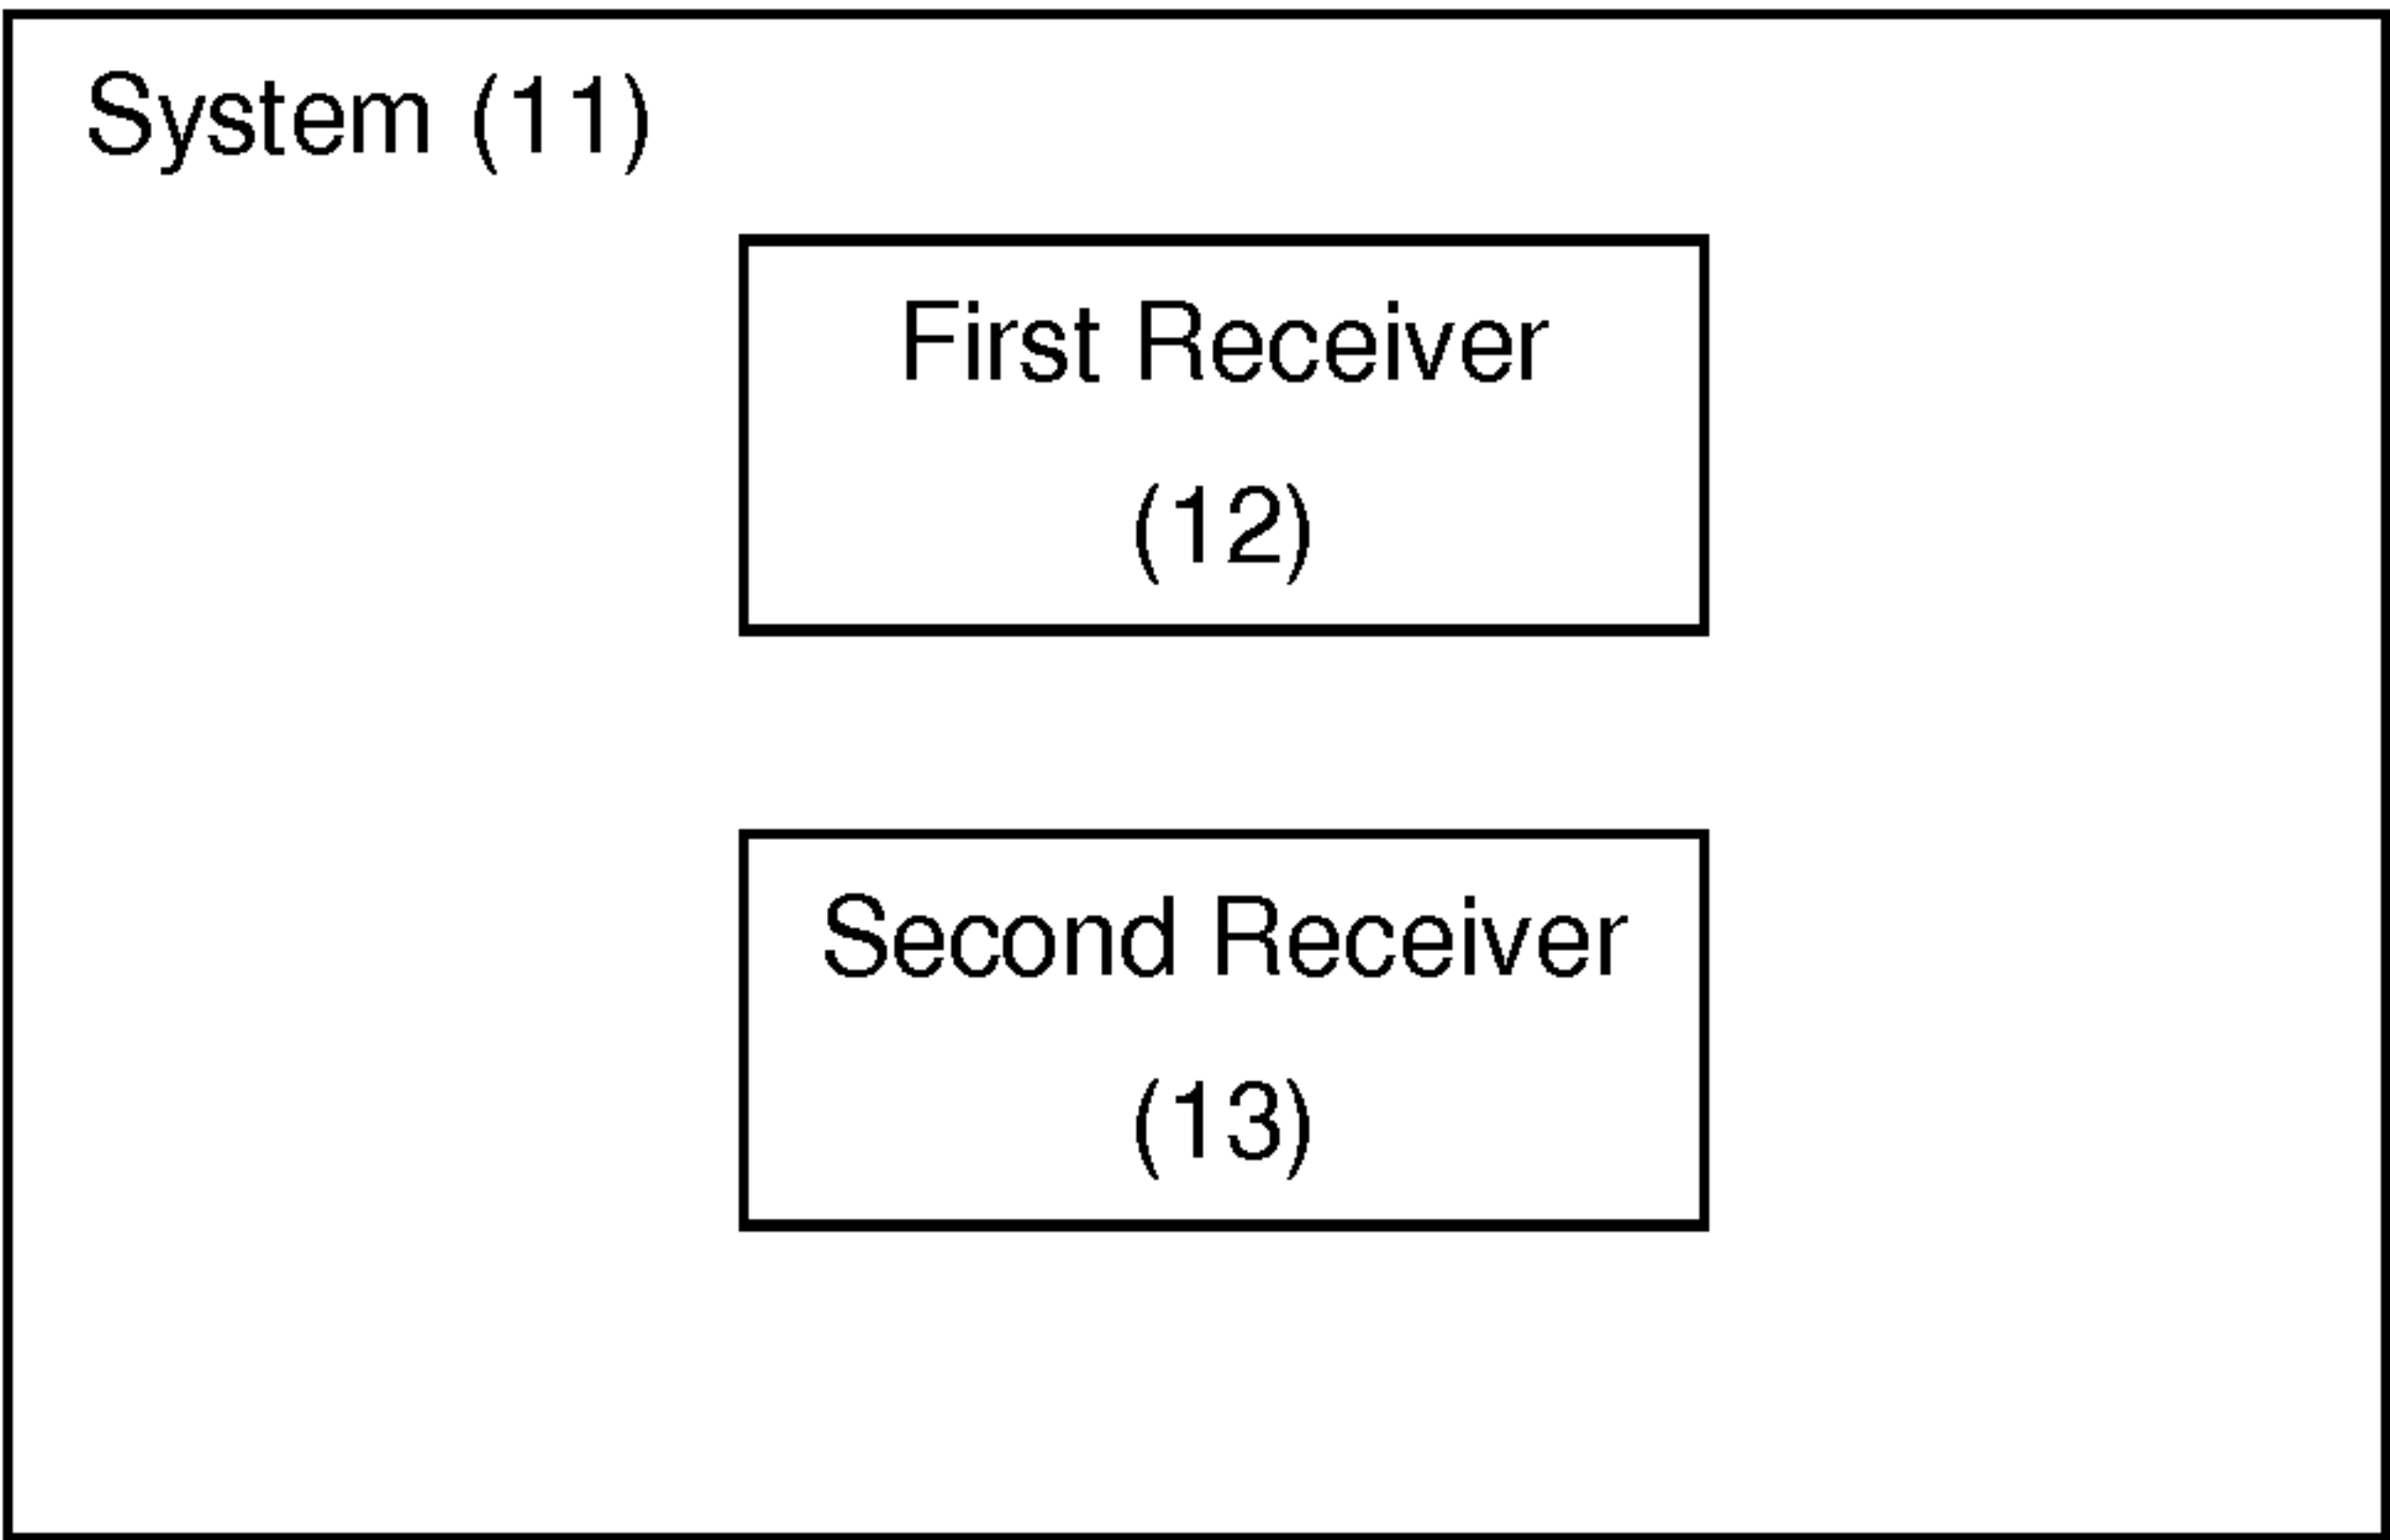 System (11)
First Receiver
(12)
Second Receiver
(13)